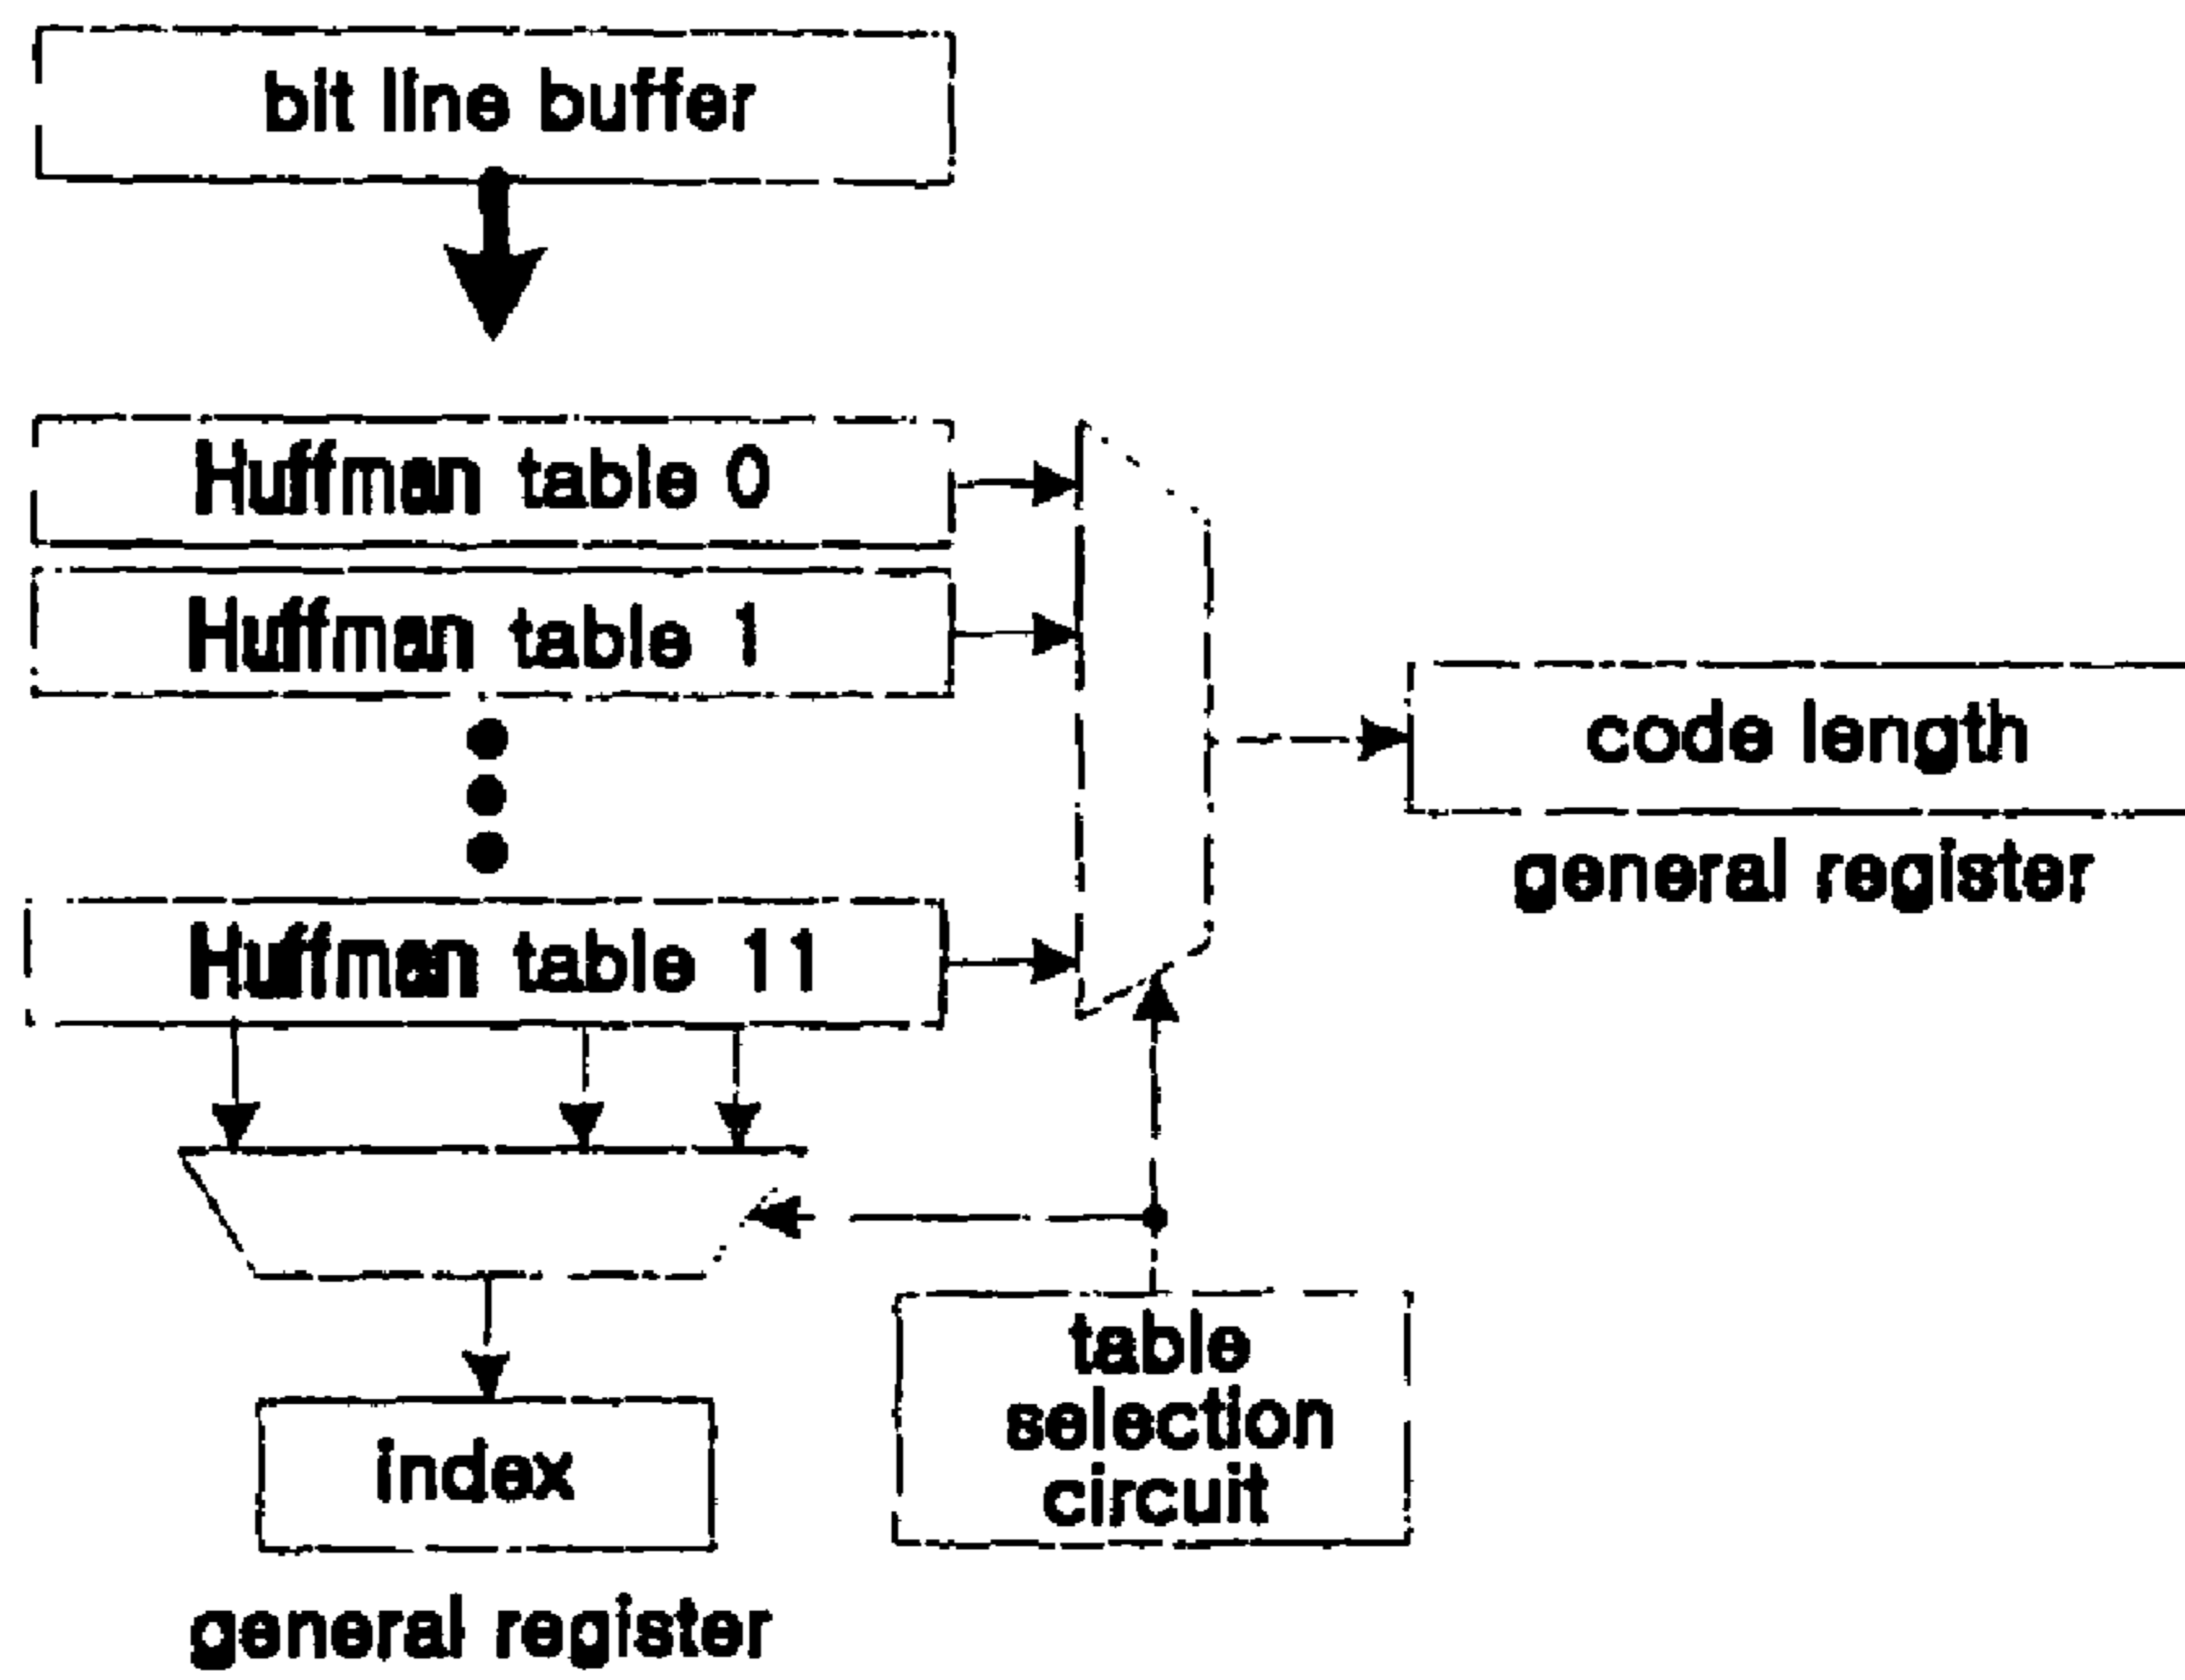 bit line buffer
Huffman table 0
Huffman table 1
Huffman table 11
code length
general register
table
selection
circuit
index
general register